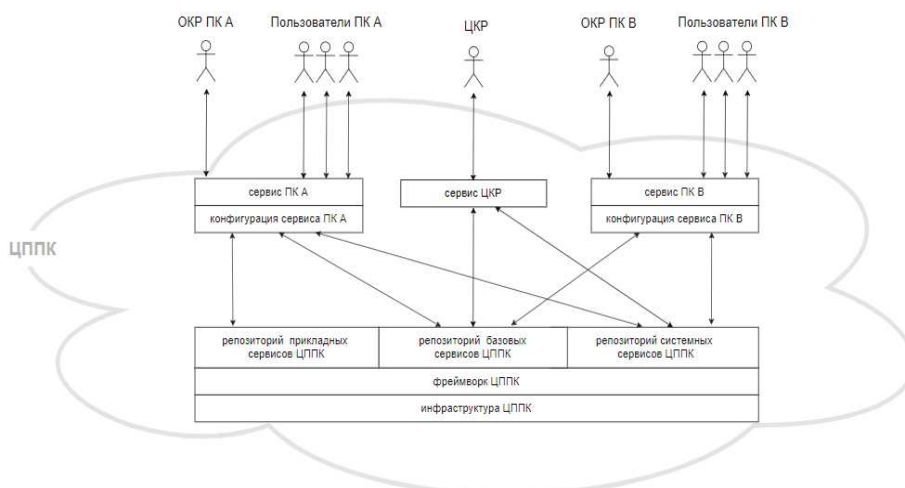 ОКР ПК А
Пользователи ПК А
ЦКР
ОКР ПК В
Пользователи ПК В
сервис ПК А
конфигурация сервиса ПК А
сервис ЦКР
сервис ПК В
конфигурация сервиса ПК В
ЦППК
репозиторий прикладных
сервисов ЦППК
репозиторий базовых
сервисов ЦППК
репозиторий системных
сервисов ЦППК
фреймворк ЦППК
инфраструктура ЦППК